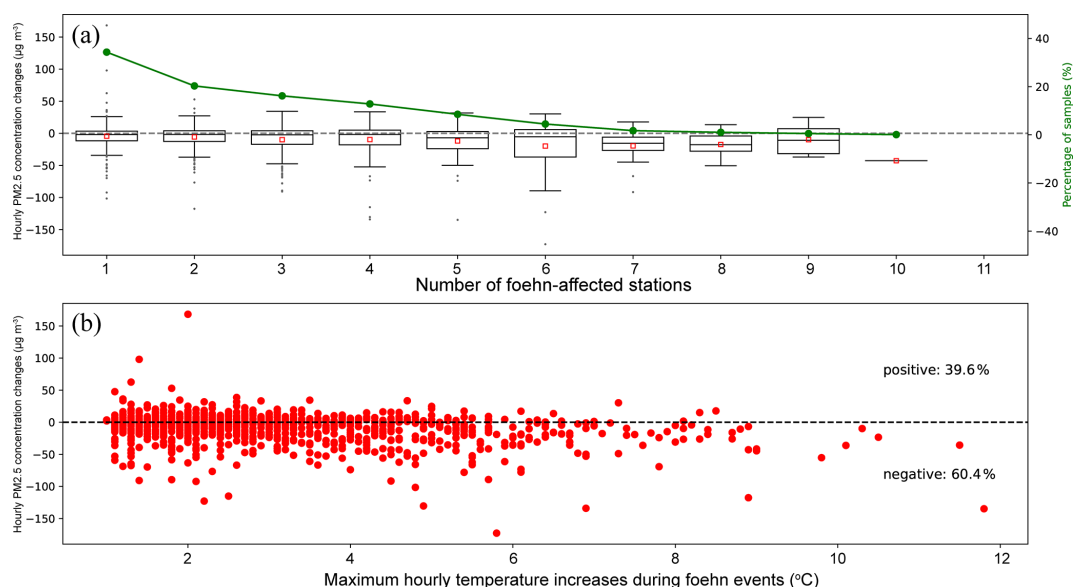 (a)
Hourly PM2.5 concentration changes (μg m⁻³)
150
100
50
0
−50
−100
−150
40
20
0
−20
−40
Percentage of samples (%)
1 2 3 4 5 6 7 8 9 10 11
Number of foehn-affected stations
(b)
Hourly PM2.5 concentration changes (μg m⁻³)
150
100
50
0
−50
−100
−150
positive: 39.6%
negative: 60.4%
2 4 6 8 10 12
Maximum hourly temperature increases during foehn events (°C)